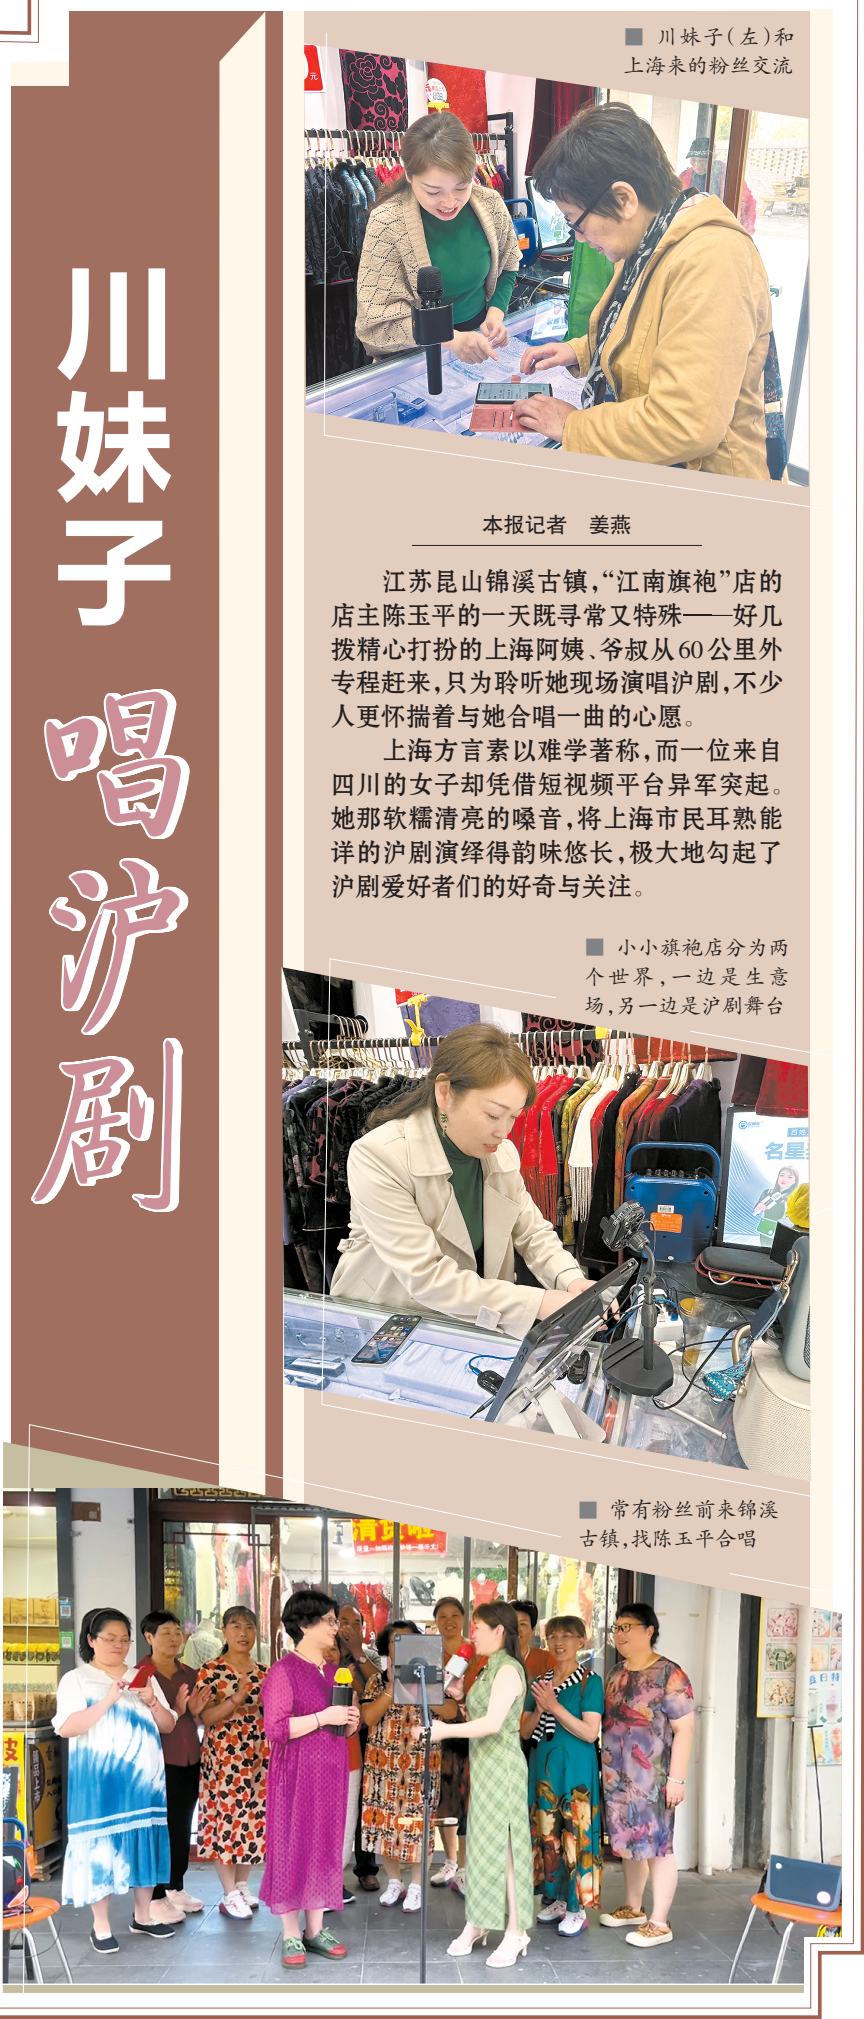 川妹子(左)和
上海来的粉丝交流
元
川妹子
唱沪剧
本报记者 姜燕
江苏昆山锦溪古镇,“江南旗袍”店的
店主陈玉平的一天既寻常又特殊——好几
拨精心打扮的上海阿姨、爷叔从60公里外
专程赶来,只为聆听她现场演唱沪剧,不少
人更怀揣着与她合唱一曲的心愿。
上海方言素以难学著称,而一位来自
四川的女子却凭借短视频平台异军突起。
她那软糯清亮的嗓音,将上海市民耳熟能
详的沪剧演绎得韵味悠长,极大地勾起了
沪剧爱好者们的好奇与关注。
小小旗袍店分为两
个世界,一边是生意
场,另一边是沪剧舞台
名星
常有粉丝前来锦溪
古镇,找陈玉平合唱
清货啦